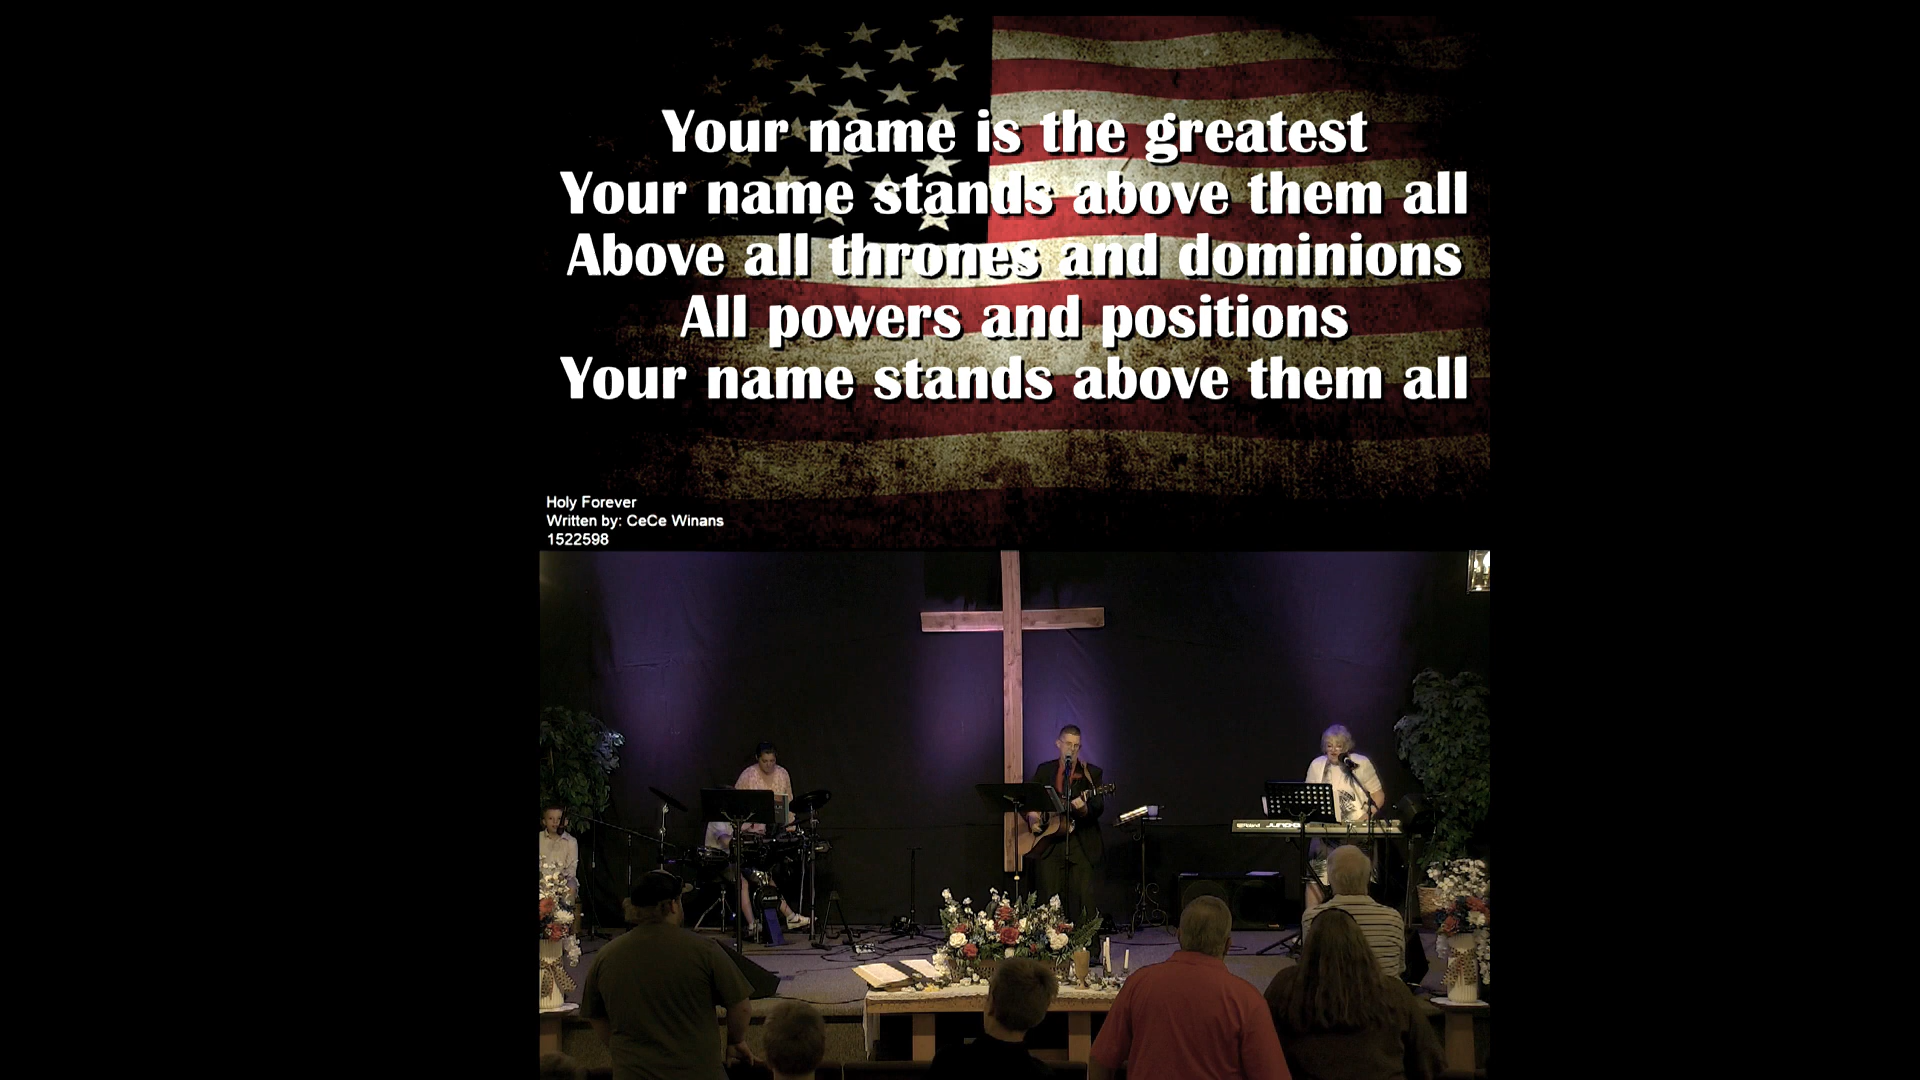 Your name is the greatest
Your name stands above them all
Above all thrones and dominions
All powers and positions
Your name stands above them all
Holy Forever
Written by: CeCe Winans
1522598
Roland